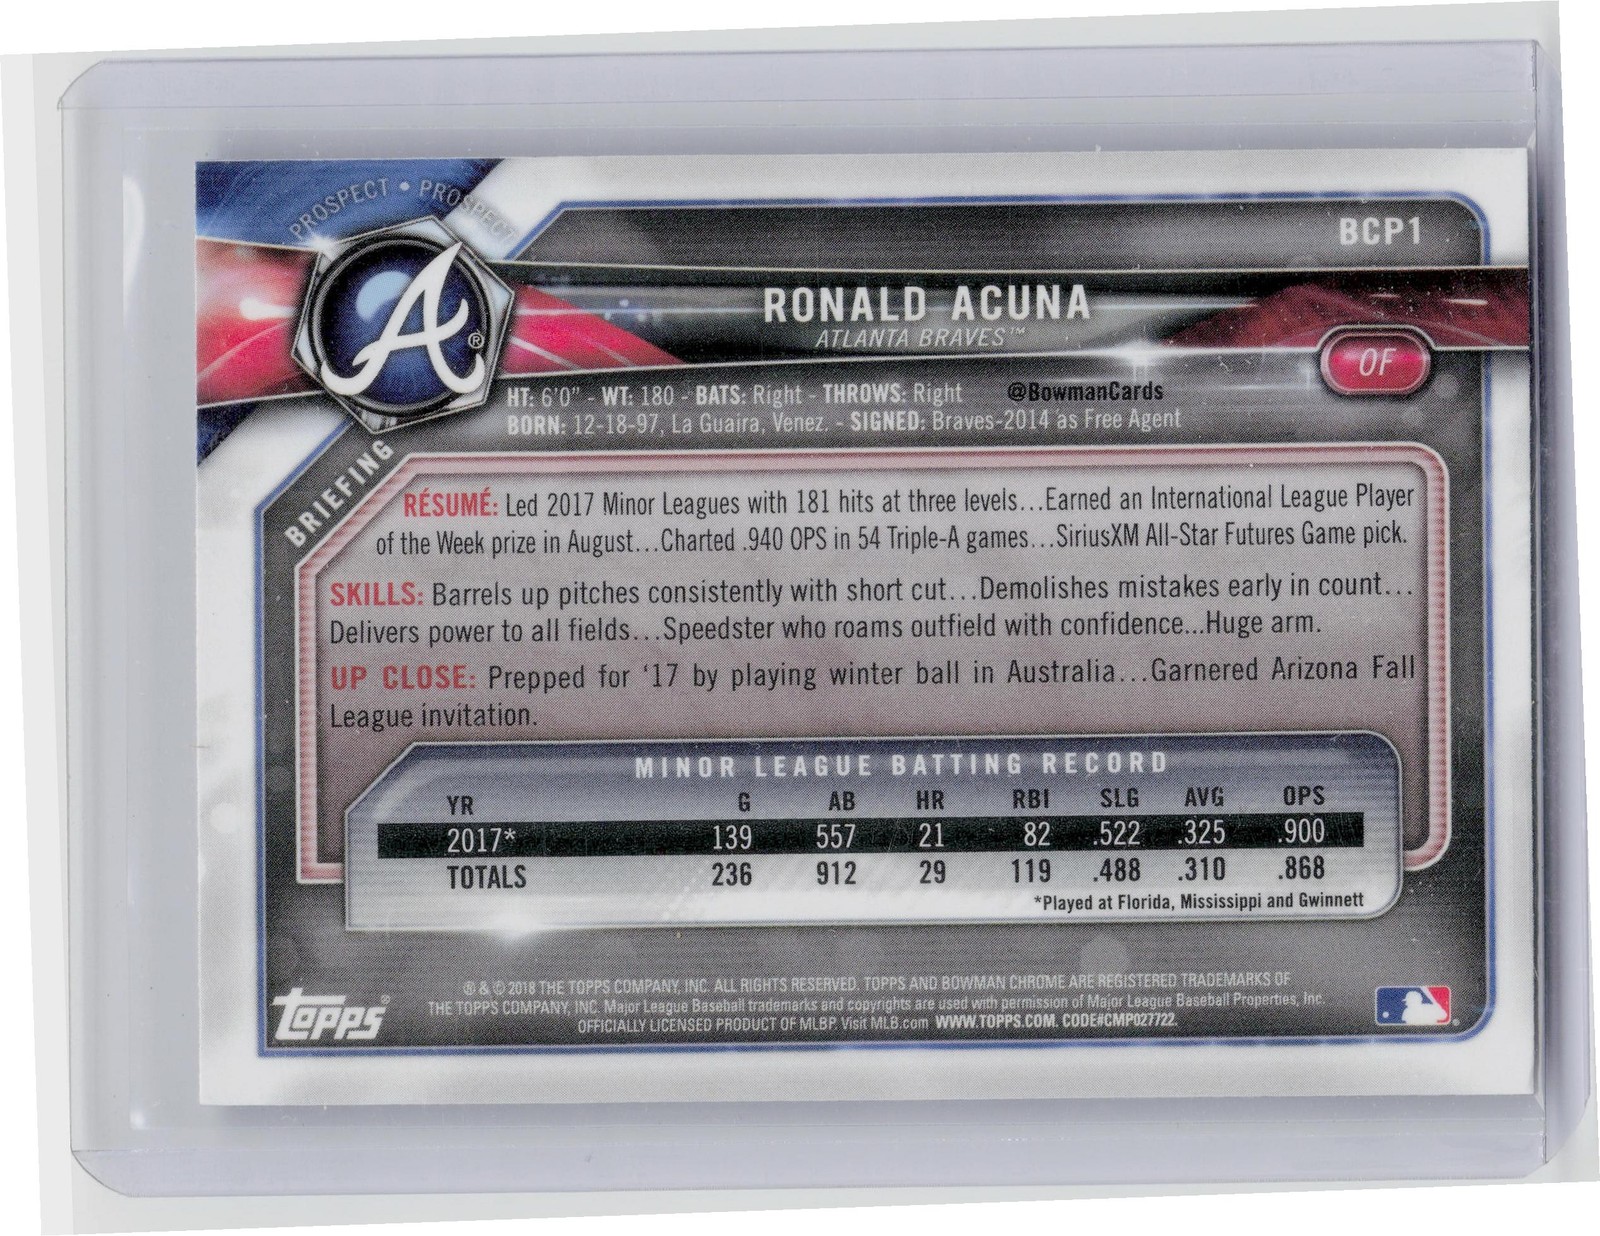 PROSPECT • PROSPECT
BCP1
RONALD ACUNA
ATLANTA BRAVES™
OF
A®
HT: 6'0" - WT: 180 - BATS: Right - THROWS: Right @BowmanCards
BORN: 12-18-97, La Guaira, Venez. - SIGNED: Braves-2014 as Free Agent
BRIEFING
RÉSUMÉ: Led 2017 Minor Leagues with 181 hits at three levels...Earned an International League Player
of the Week prize in August...Charted .940 OPS in 54 Triple-A games...SiriusXM All-Star Futures Game pick.
SKILLS: Barrels up pitches consistently with short cut...Demolishes mistakes early in count...
Delivers power to all fields...Speedster who roams outfield with confidence...Huge arm.
UP CLOSE: Prepped for '17 by playing winter ball in Australia...Garnered Arizona Fall
League invitation.
MINOR LEAGUE BATTING RECORD
YR G AB HR RBI SLG AVG OPS
2017* 139 557 21 82 .522 .325 .900
TOTALS 236 912 29 119 .488 .310 .868
*Played at Florida, Mississippi and Gwinnett
® & © 2018 THE TOPPS COMPANY, INC. ALL RIGHTS RESERVED. TOPPS AND BOWMAN CHROME ARE REGISTERED TRADEMARKS OF
THE TOPPS COMPANY, INC. Major League Baseball trademarks and copyrights are used with permission of Major League Baseball Properties, Inc.
OFFICIALLY LICENSED PRODUCT OF MLBP. Visit MLB.com WWW.TOPPS.COM. CODE#CMP027722.
topps®